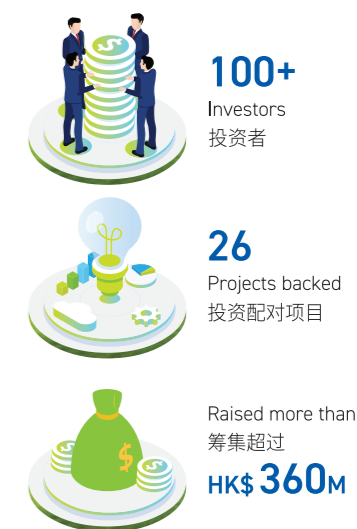 100+
Investors
投资者
26
Projects backed
投资配对项目
Raised more than
筹集超过
HK$360M